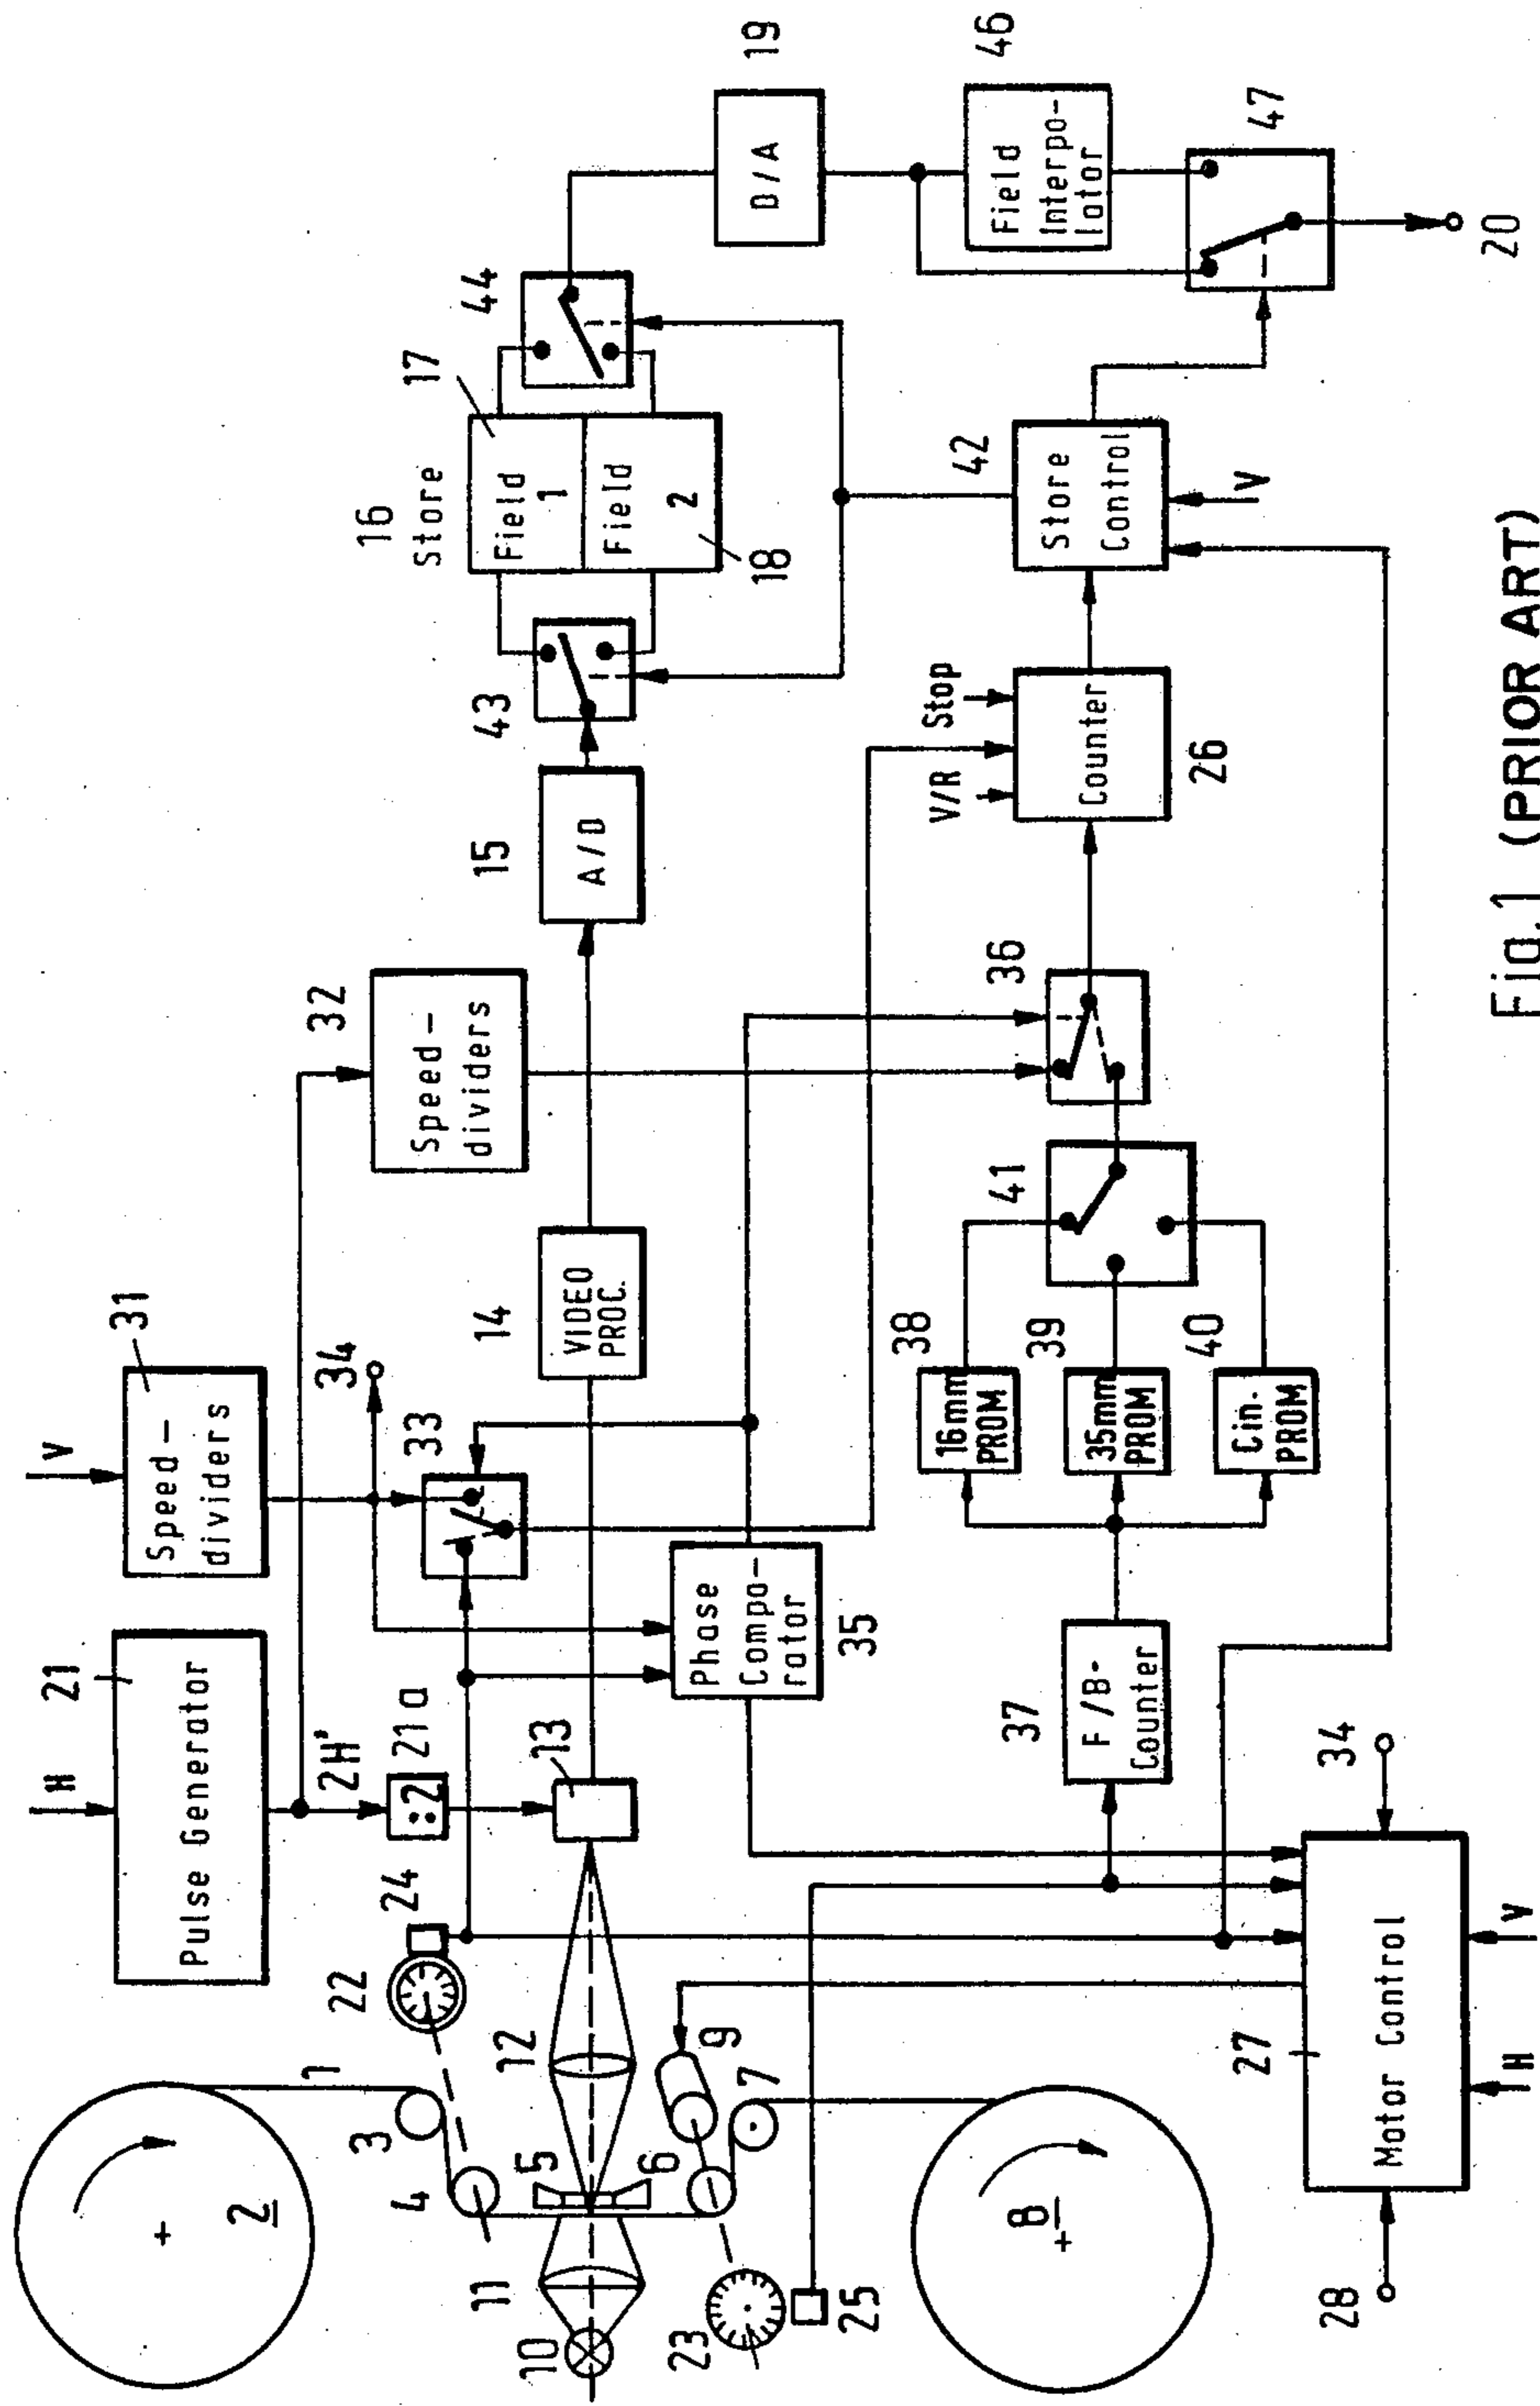 H
21
Pulse Generator
V
31
Speed-
dividers
2H'
21a
:2
34
32
Speed-
dividers
33
2
1
3
4
22
24
5
6
7
9
10
11
12
13
14
VIDEO
PROC.
15
A/D
43
16
Store
17
Field
1
Field
2
18
44
19
D/A
46
Field
Interpo-
lator
47
20
Phase
Compa-
rator
35
23
25
8
37
F/B-
Counter
38
16mm
PROM
39
35mm
PROM
40
Cin.
PROM
41
36
V/R
Stop
Counter
26
42
Store
Control
V
28
27
Motor Control
34
H
V
Fig.1 (PRIOR ART)